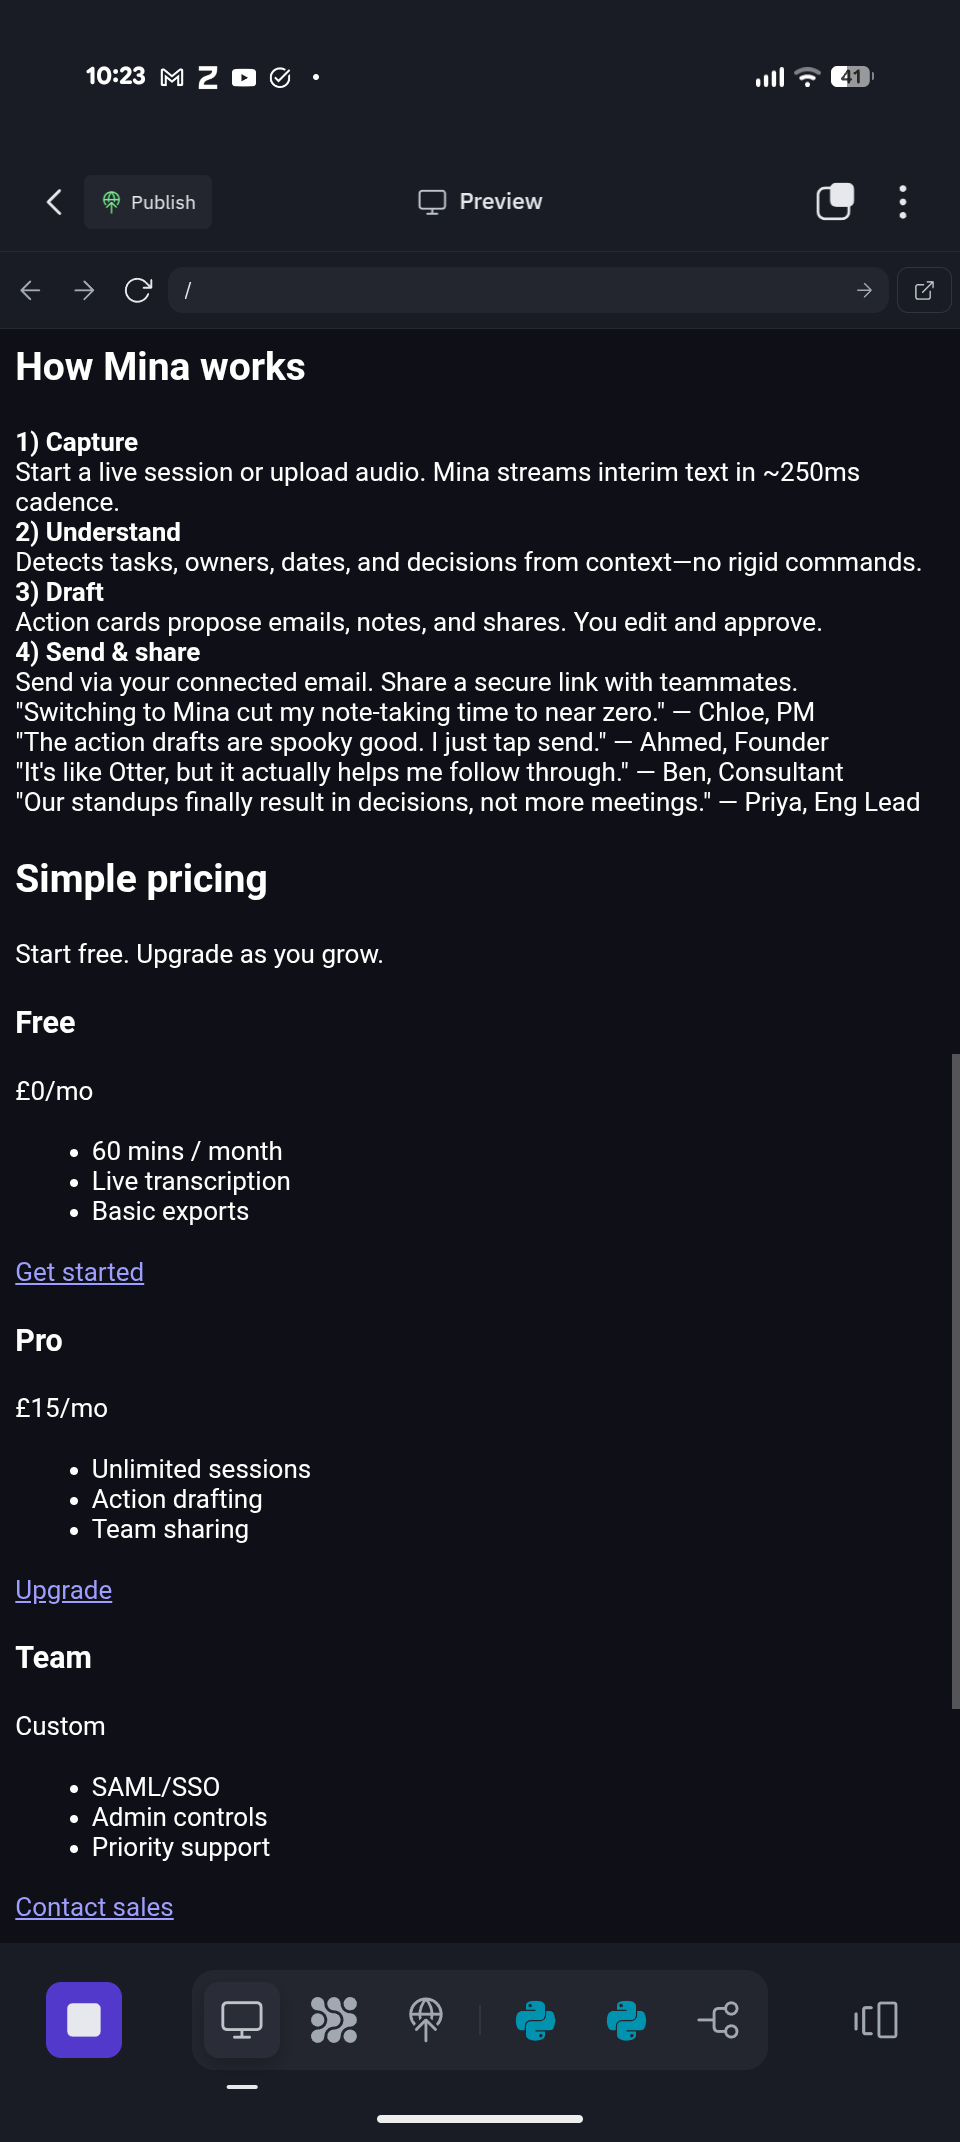 10:23
41
Publish
Preview
/
How Mina works
1) Capture
Start a live session or upload audio. Mina streams interim text in ~250ms
cadence.
2) Understand
Detects tasks, owners, dates, and decisions from context—no rigid commands.
3) Draft
Action cards propose emails, notes, and shares. You edit and approve.
4) Send & share
Send via your connected email. Share a secure link with teammates.
"Switching to Mina cut my note-taking time to near zero." — Chloe, PM
"The action drafts are spooky good. I just tap send." — Ahmed, Founder
"It's like Otter, but it actually helps me follow through." — Ben, Consultant
"Our standups finally result in decisions, not more meetings." — Priya, Eng Lead
Simple pricing
Start free. Upgrade as you grow.
Free
£0/mo
• 60 mins / month
• Live transcription
• Basic exports
Get started
Pro
£15/mo
• Unlimited sessions
• Action drafting
• Team sharing
Upgrade
Team
Custom
• SAML/SSO
• Admin controls
• Priority support
Contact sales